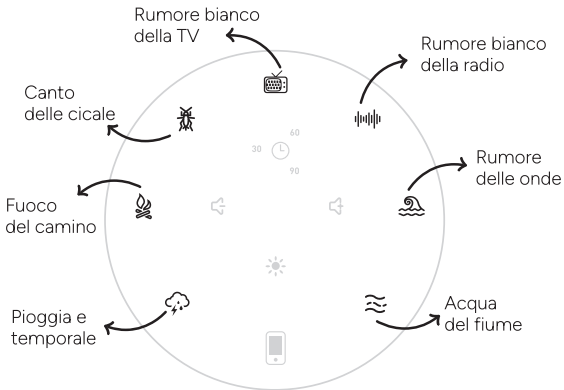 Rumore bianco
della TV
Rumore bianco
della radio
Canto
delle cicale
60
30
90
Rumore
delle onde
Fuoco
del camino
Pioggia e
temporale
Acqua
del fiume